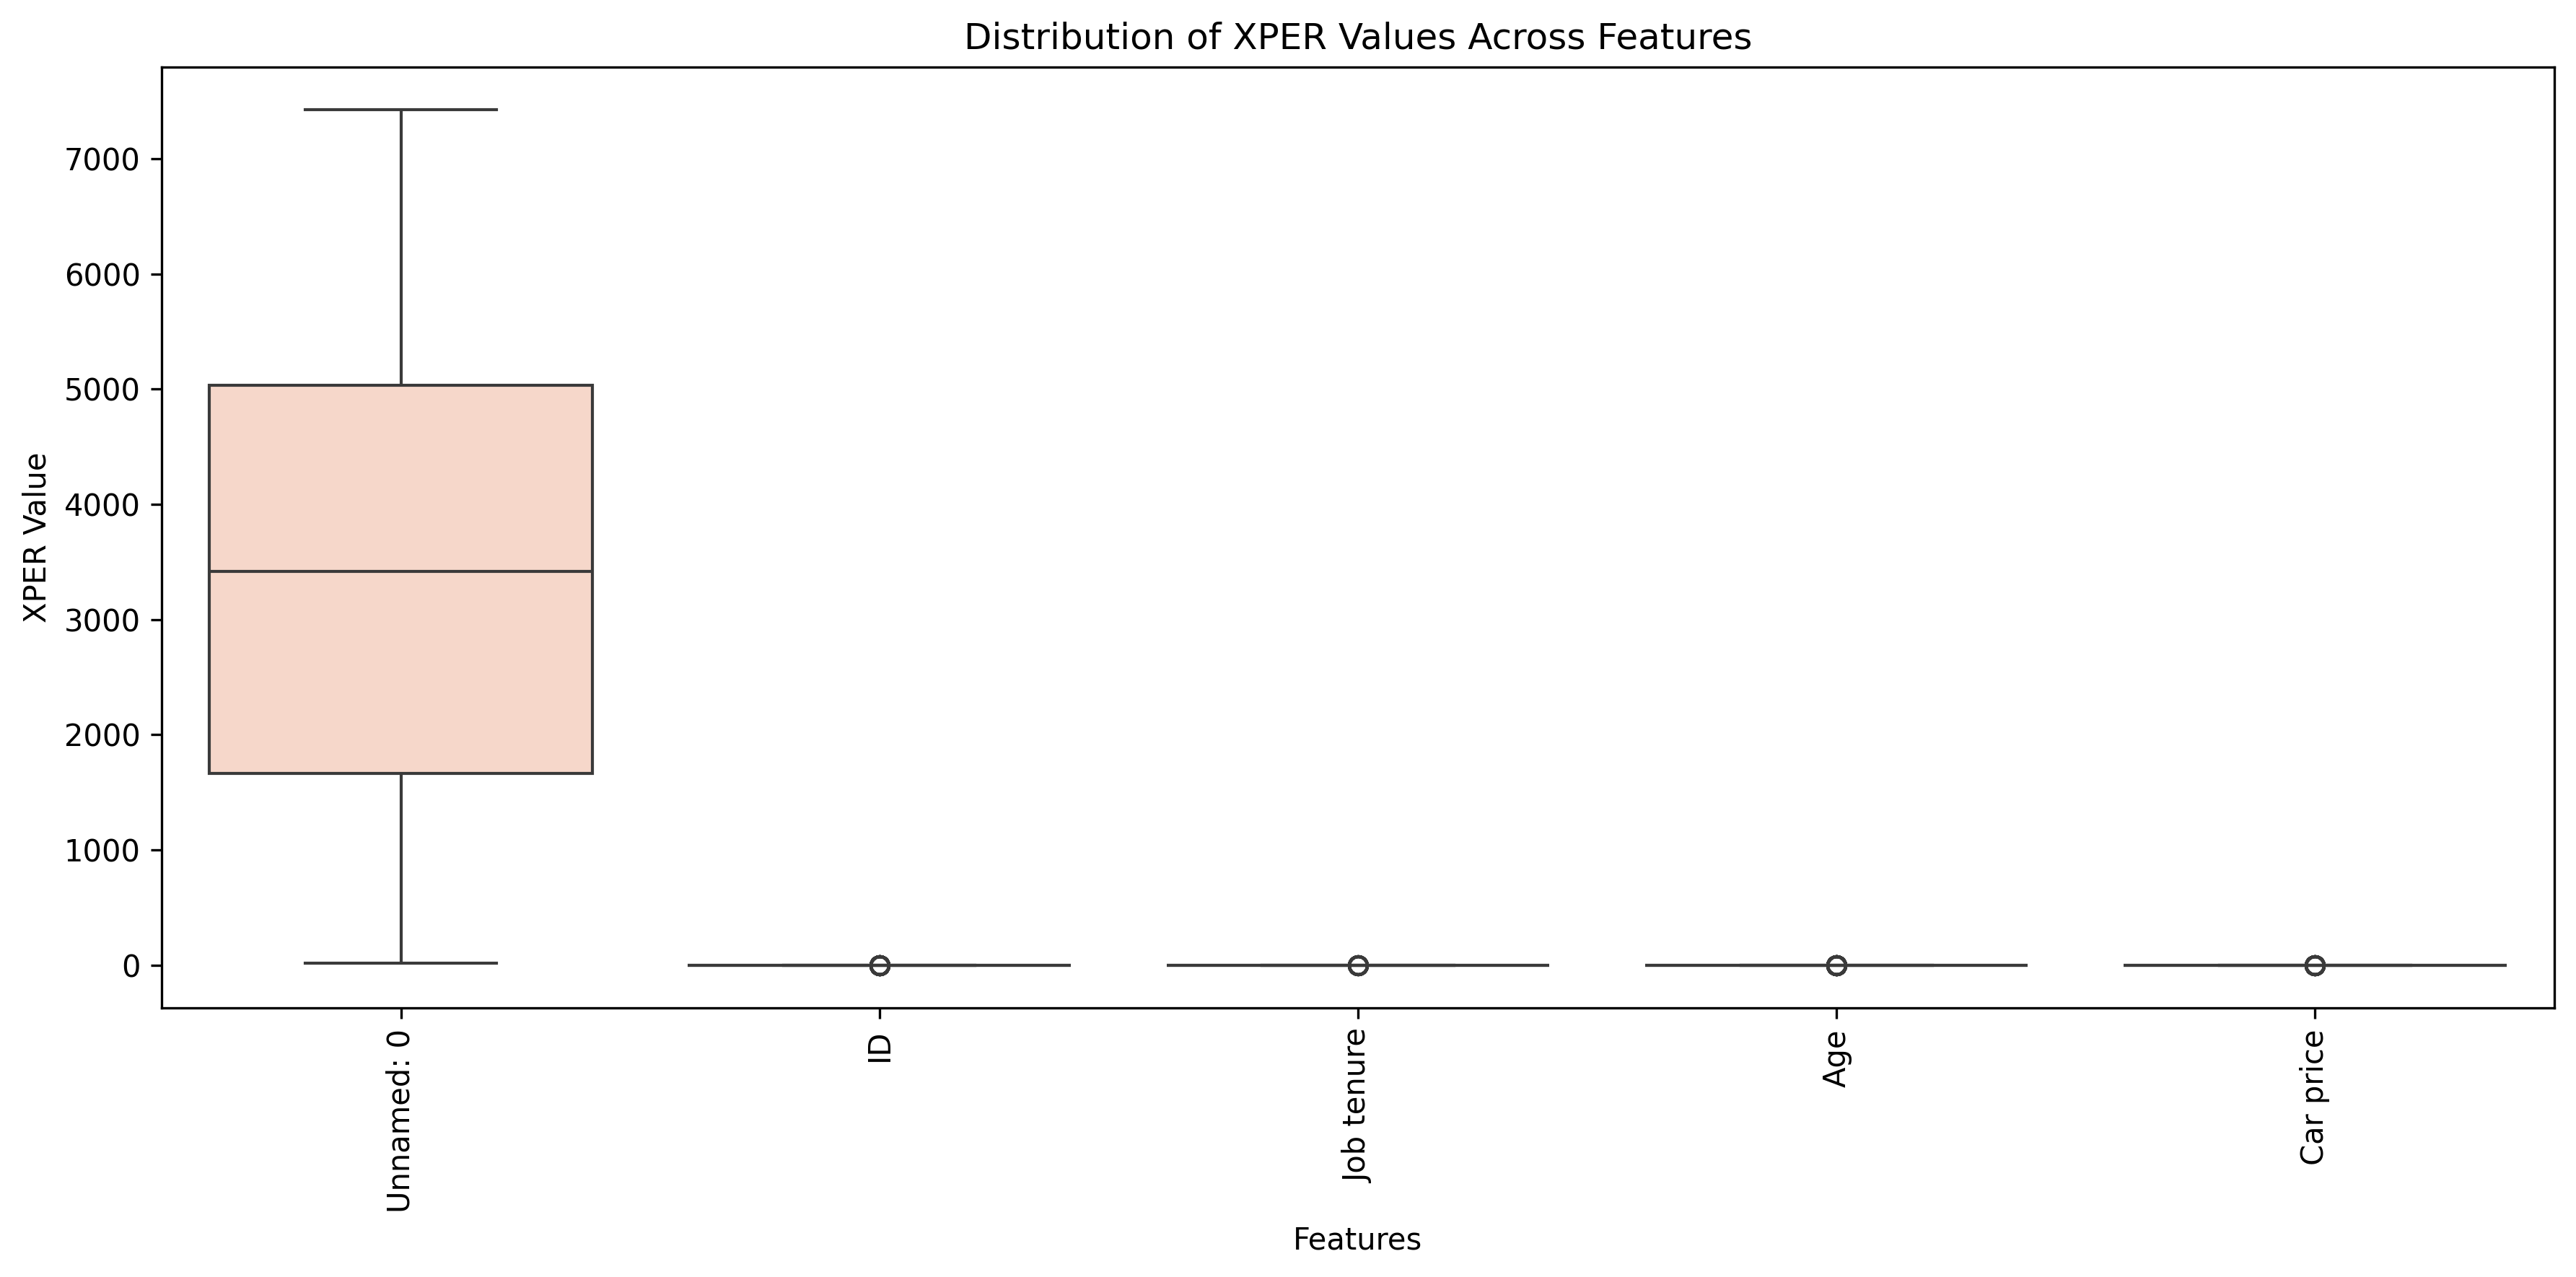 Distribution of XPER Values Across Features
XPER Value
7000
6000
5000
4000
3000
2000
1000
0
Unnamed: 0
ID
Job tenure
Age
Car price
Features